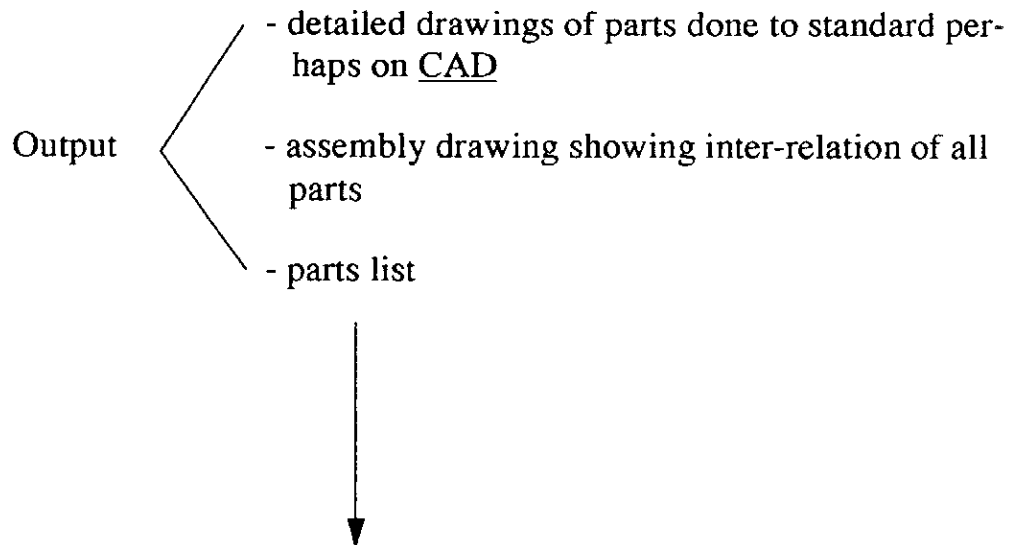 - detailed drawings of parts done to standard per-
haps on CAD
Output
- assembly drawing showing inter-relation of all
parts
- parts list